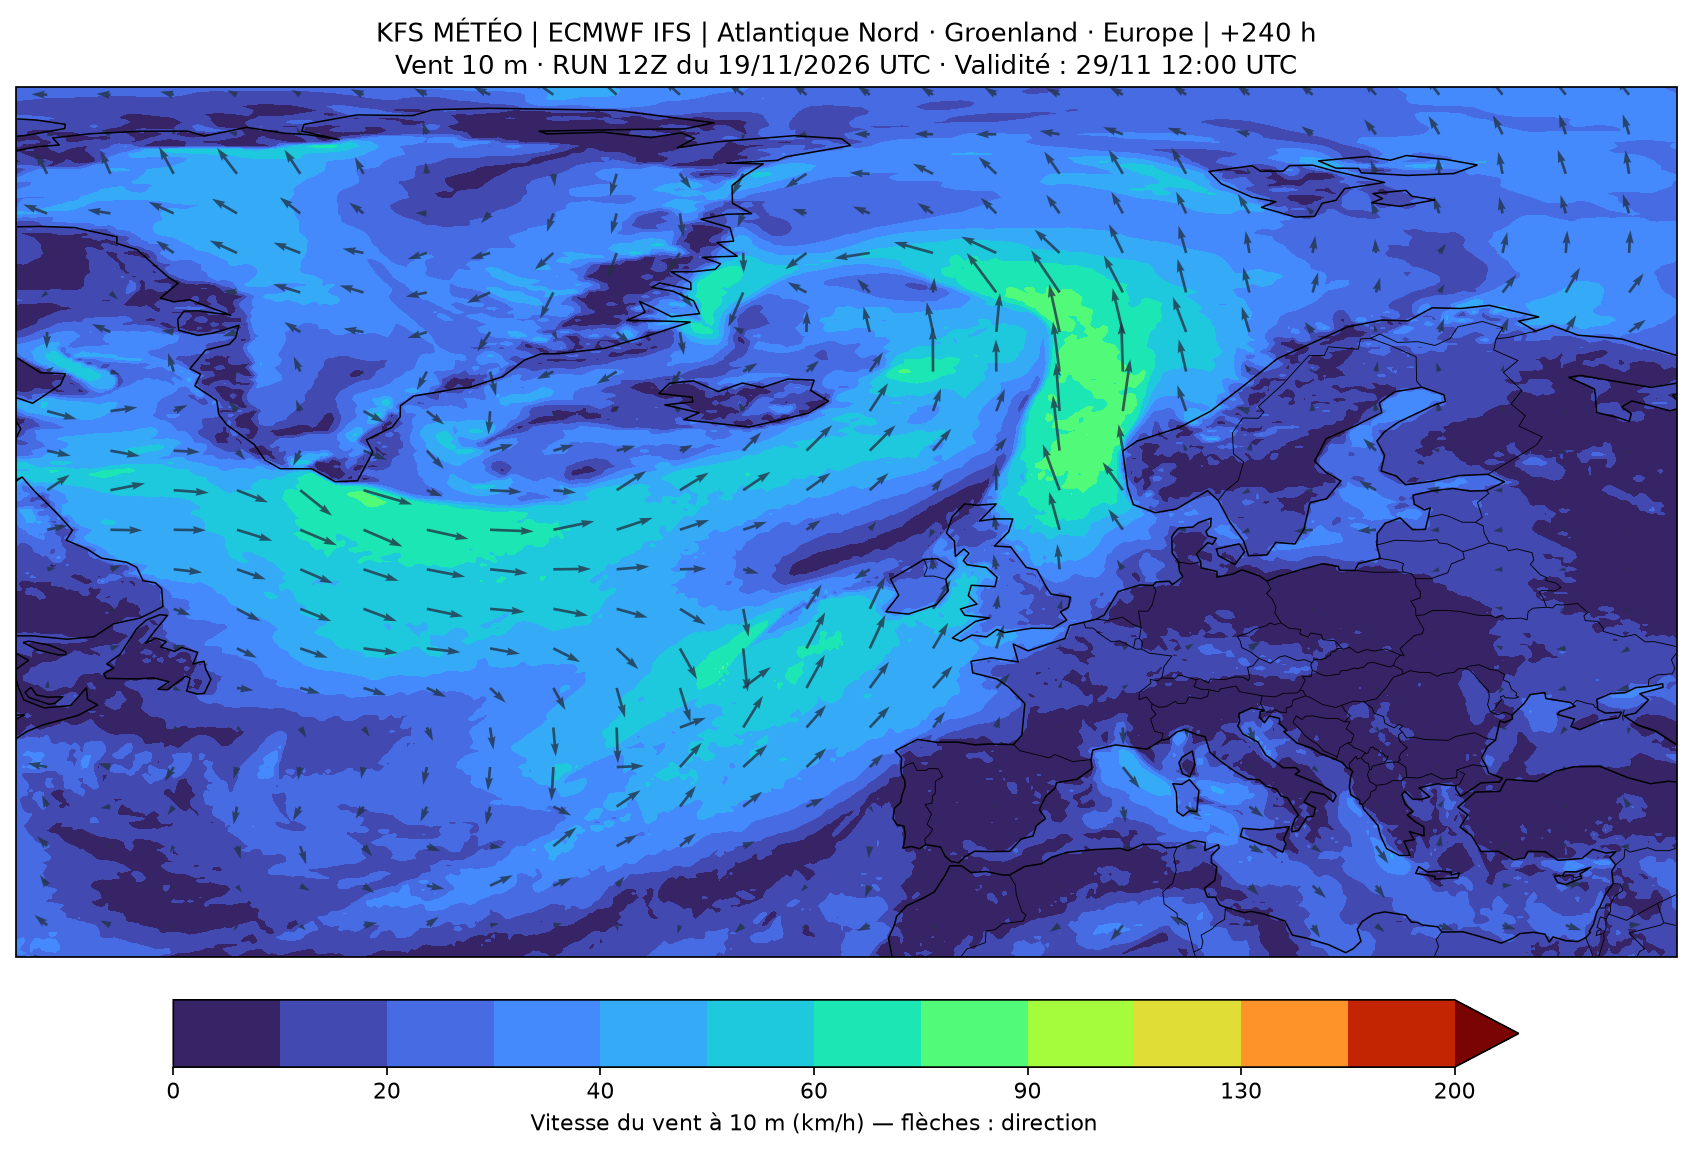 KFS MÉTÉO | ECMWF IFS | Atlantique Nord · Groenland · Europe | +240 h
Vent 10 m · RUN 12Z du 19/11/2026 UTC · Validité : 29/11 12:00 UTC
0 20 40 60 90 130 200
Vitesse du vent à 10 m (km/h) — flèches : direction